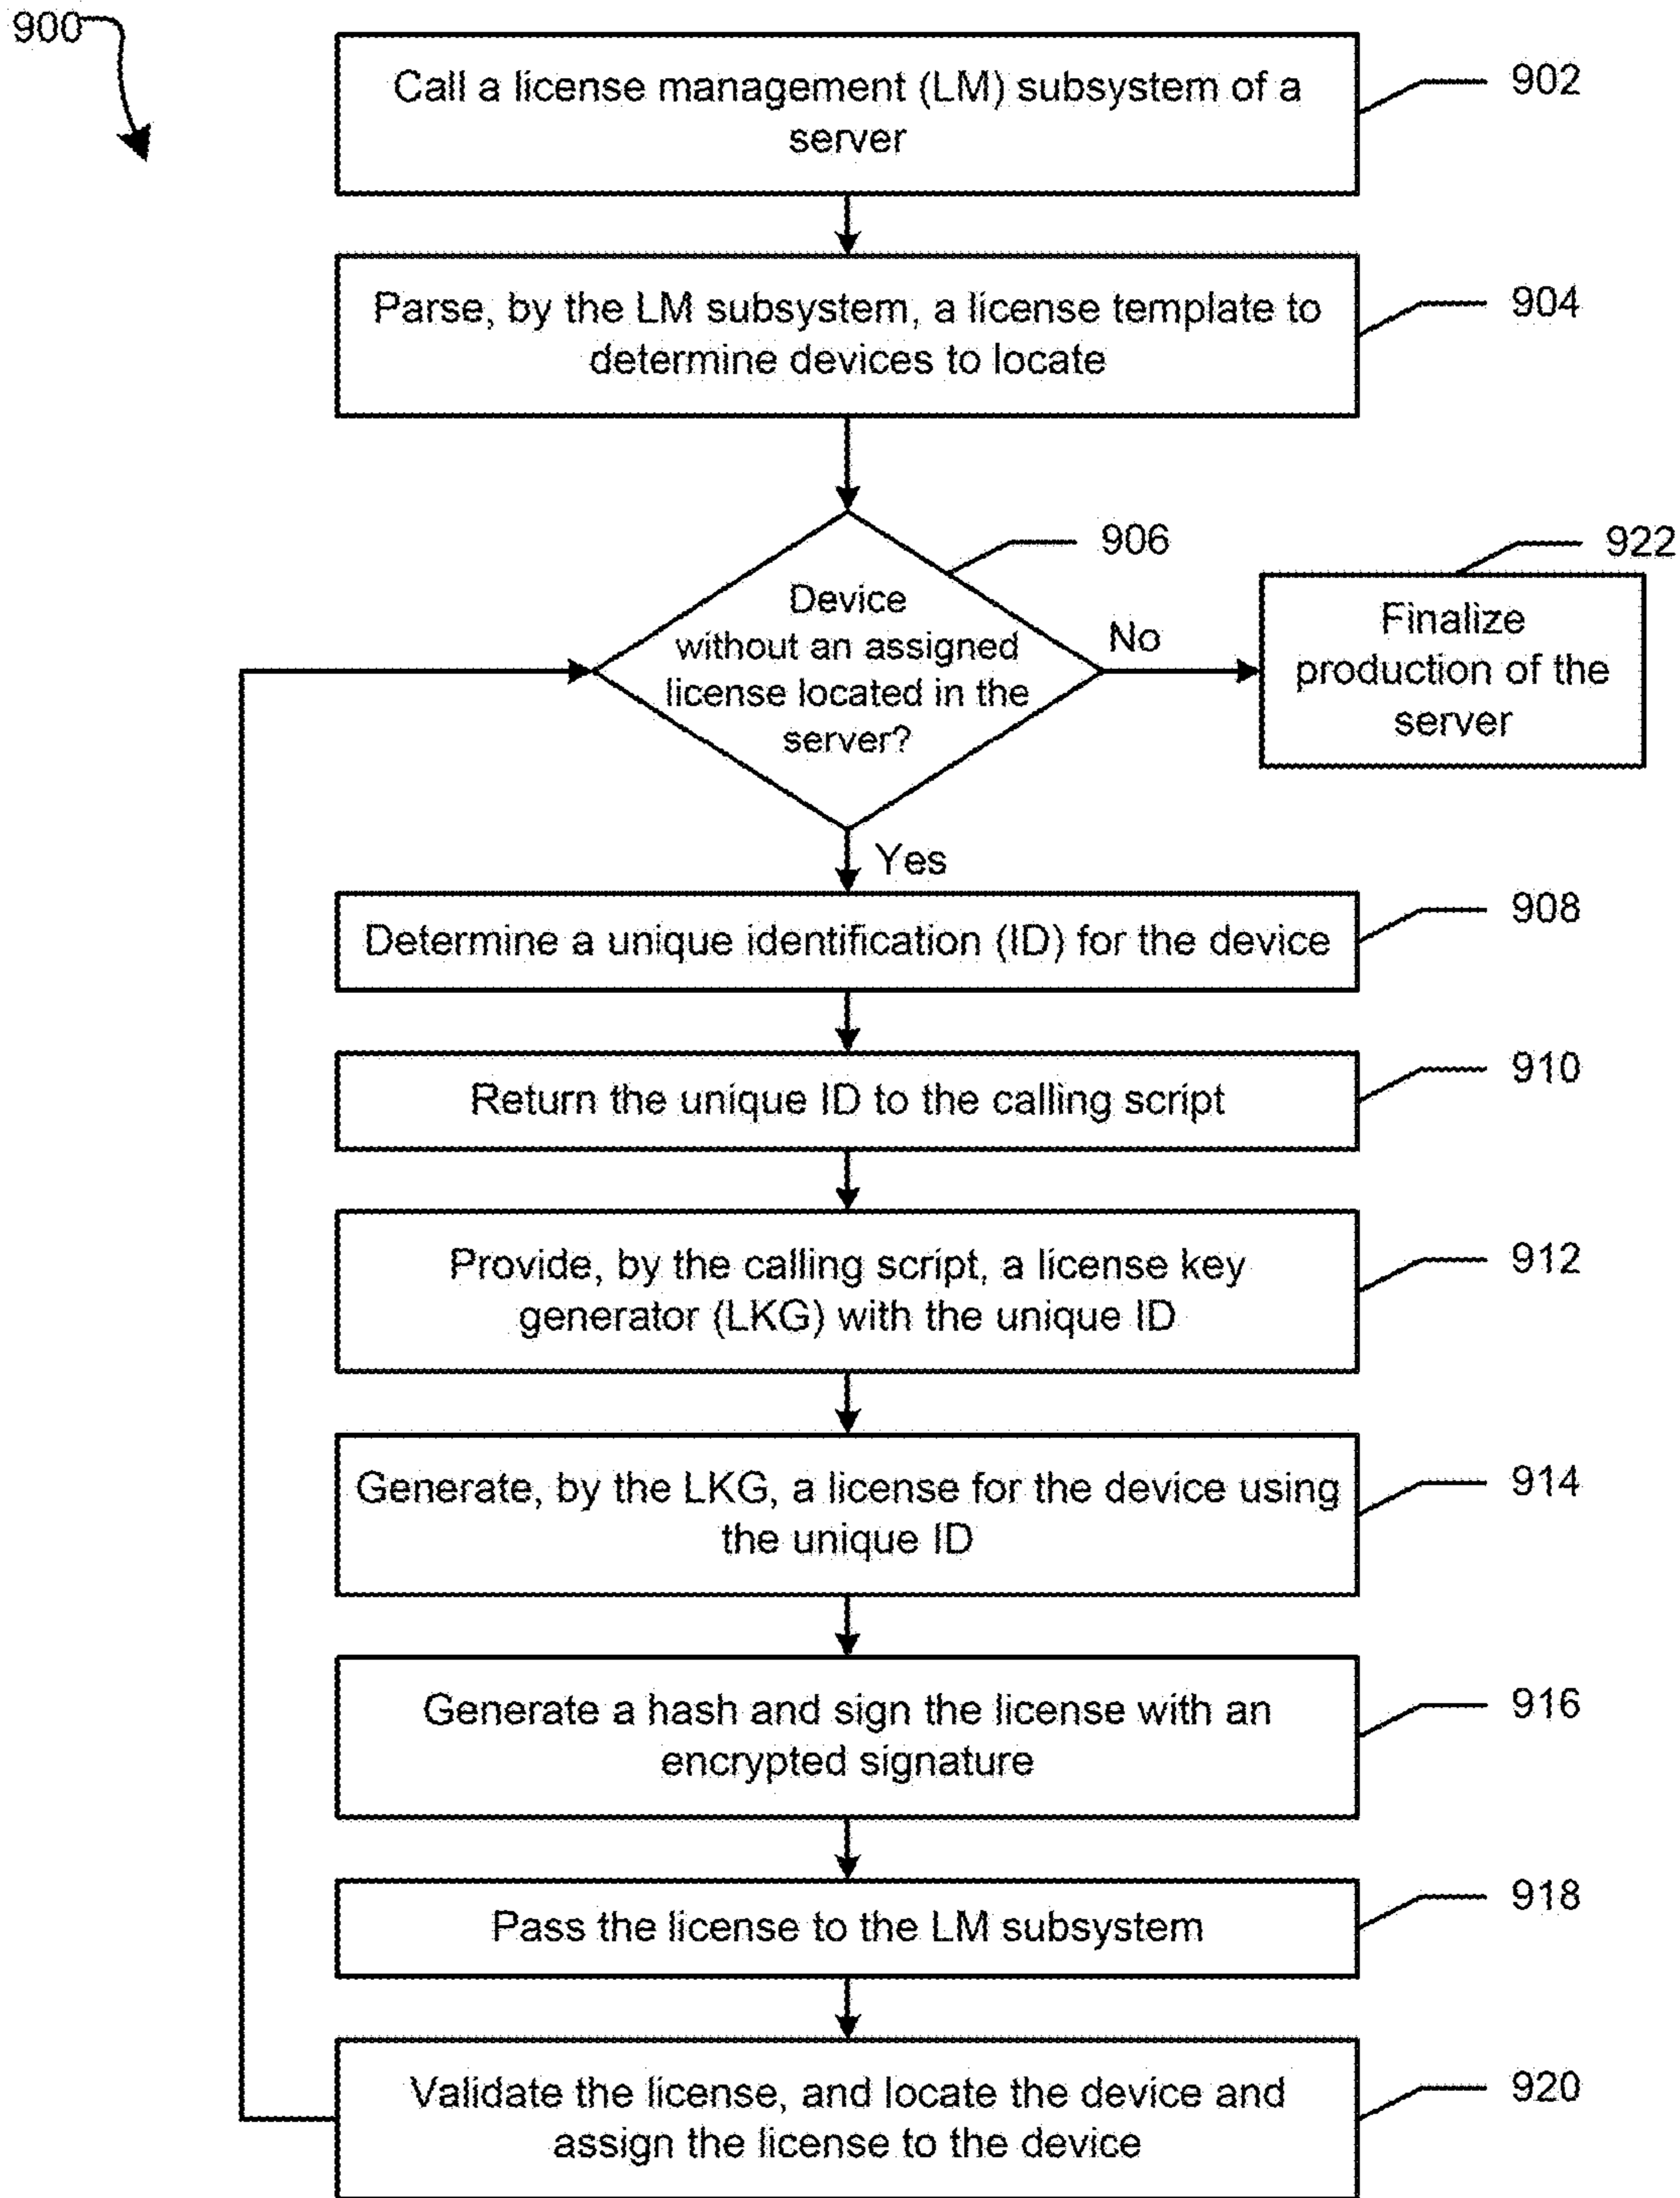 900
Call a license management (LM) subsystem of a
server
902
Parse, by the LM subsystem, a license template to
determine devices to locate
904
906
Device
without an assigned
license located in the
server?
No
922
Finalize
production of the
server
Yes
Determine a unique identification (ID) for the device
908
Return the unique ID to the calling script
910
Provide, by the calling script, a license key
generator (LKG) with the unique ID
912
Generate, by the LKG, a license for the device using
the unique ID
914
Generate a hash and sign the license with an
encrypted signature
916
Pass the license to the LM subsystem
918
Validate the license, and locate the device and
assign the license to the device
920